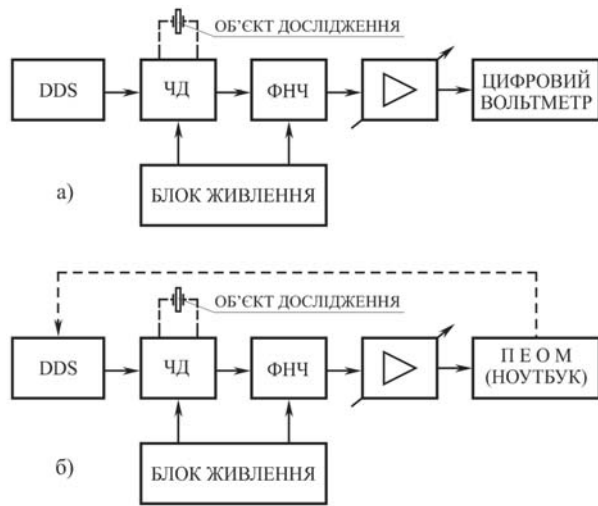 ОБ’ЄКТ ДОСЛІДЖЕННЯ
DDS
ЧД
ФНЧ
ЦИФРОВИЙ
ВОЛЬТМЕТР
БЛОК ЖИВЛЕННЯ
а)
ОБ’ЄКТ ДОСЛІДЖЕННЯ
DDS
ЧД
ФНЧ
П Е О М
(НОУТБУК)
БЛОК ЖИВЛЕННЯ
б)